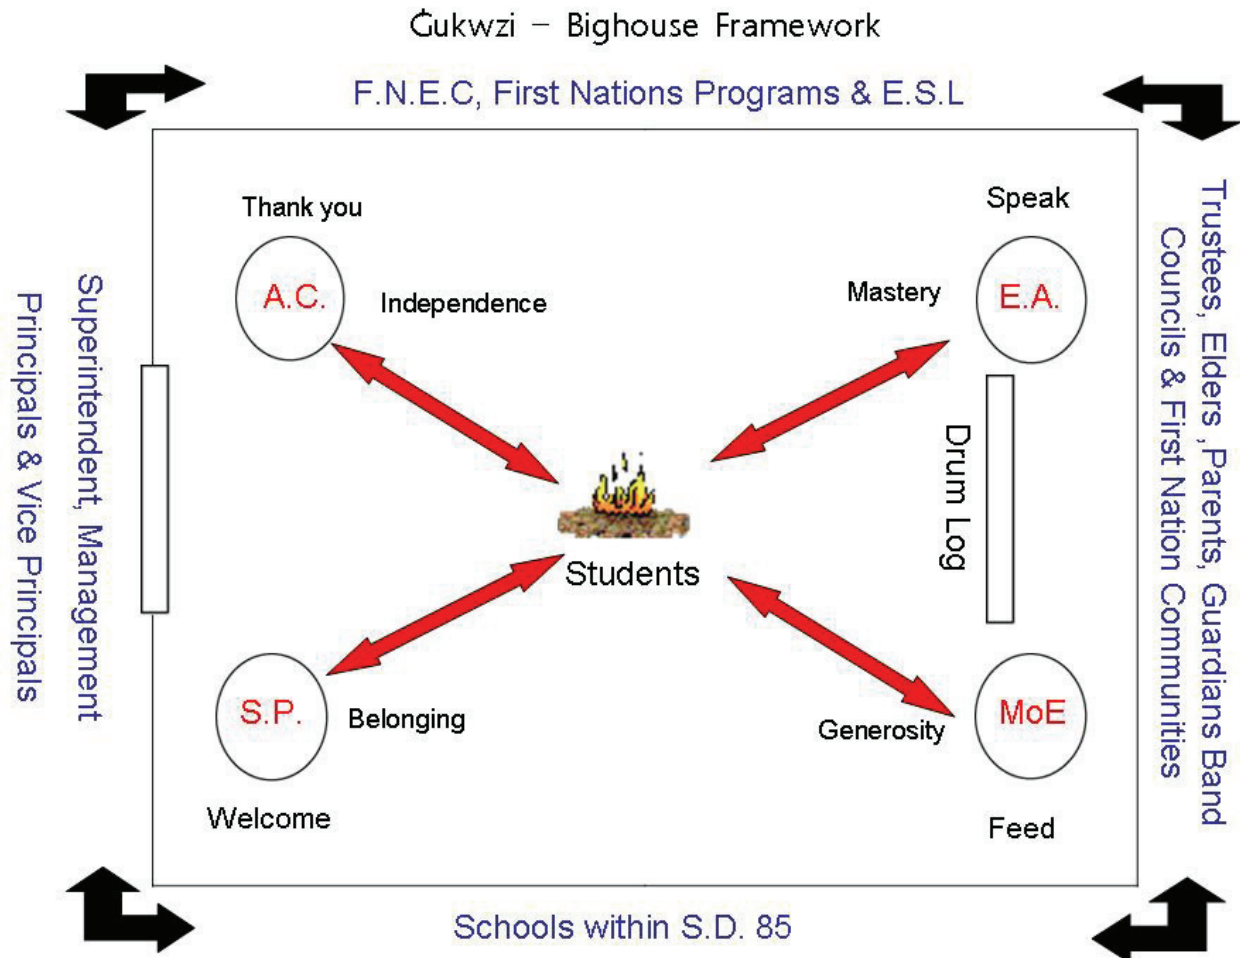 Ǥukwzi – Bighouse Framework
F.N.E.C, First Nations Programs & E.S.L
Thank you
A.C.
Independence
Speak
E.A.
Mastery
Superintendent, Management
Principals & Vice Principals
Trustees, Elders ,Parents, Guardians Band
Councils & First Nation Communities
Drum Log
Students
S.P.
Belonging
Welcome
MoE
Generosity
Feed
Schools within S.D. 85